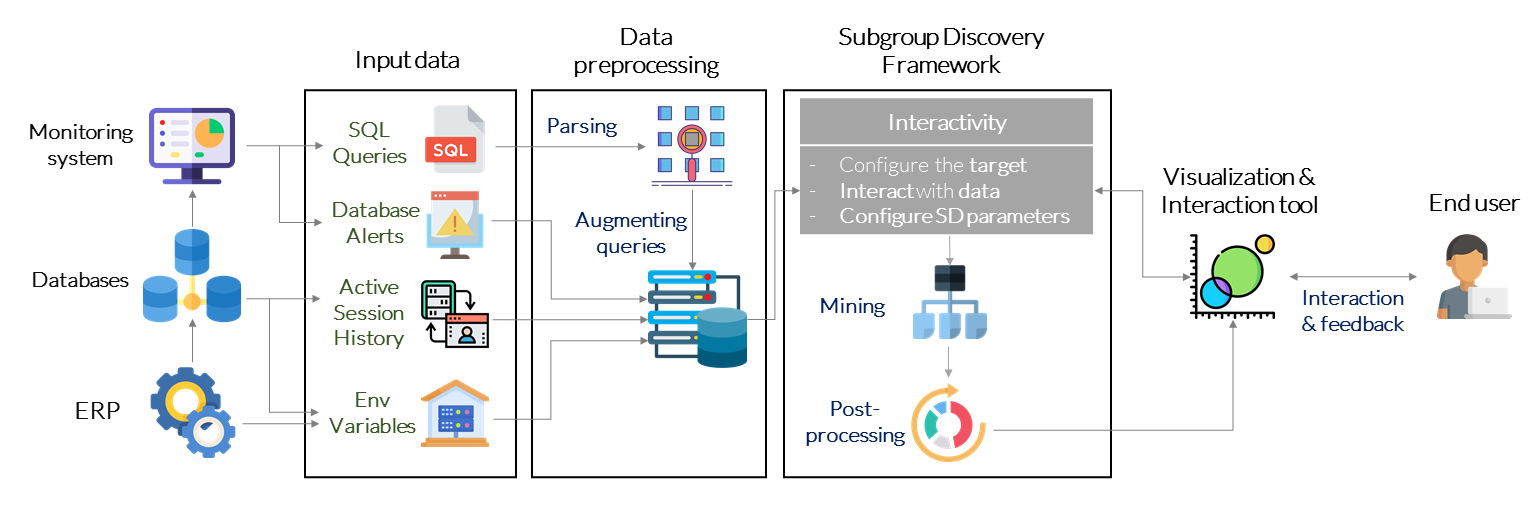 Input data
Data
preprocessing
Subgroup Discovery
Framework
Monitoring
system
Databases
ERP
SQL
Queries
SQL
Database
Alerts
Active
Session
History
Env
Variables
Parsing
Augmenting
queries
Interactivity
- Configure the target
- Interact with data
- Configure SD parameters
Mining
Post-
processing
Visualization &
Interaction tool
End user
Interaction
& feedback